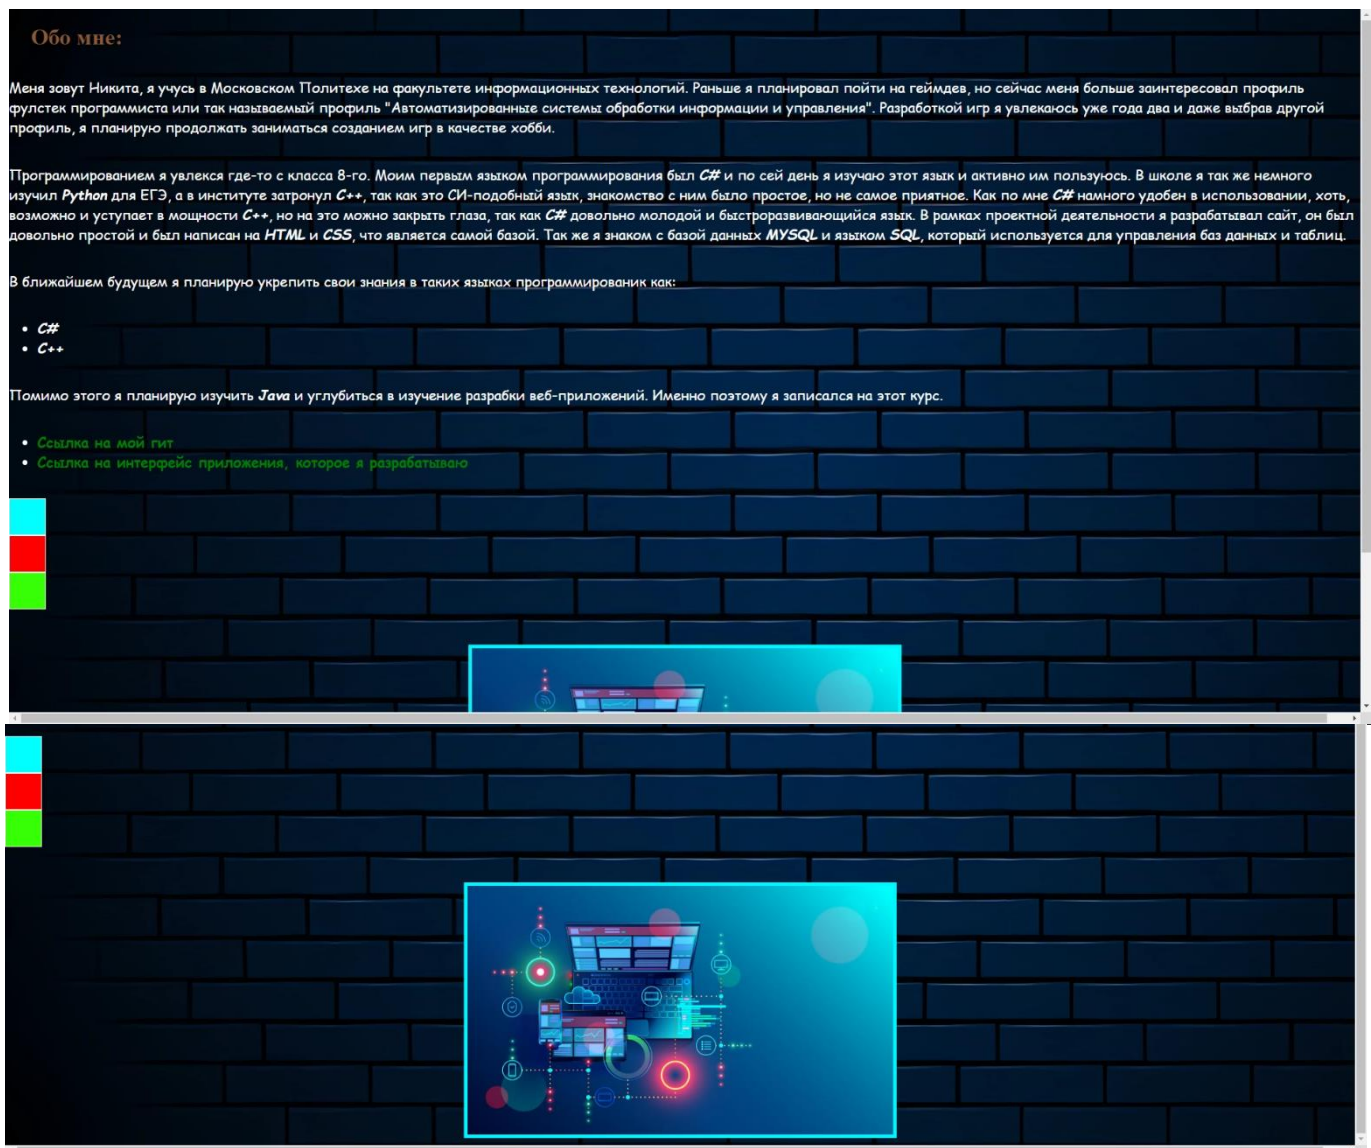 Обо мне:
Меня зовут Никита, я учусь в Московском Политехе на факультете информационных технологий. Раньше я планировал пойти на геймдев, но сейчас меня больше заинтересовал профиль
фулстек программиста или так называемый профиль "Автоматизированные системы обработки информации и управления". Разработкой игр я увлекаюсь уже года два и даже выбрав другой
профиль, я планирую продолжать заниматься созданием игр в качестве хобби.
Программированием я увлекся где-то с класса 8-го. Моим первым языком программирования был C# и по сей день я изучаю этот язык и активно им пользуюсь. В школе я так же немного
изучил Python для ЕГЭ, а в институте затронул C++, так как это СИ-подобный язык, знакомство с ним было простое, но не самое приятное. Как по мне C# намного удобен в использовании, хоть,
возможно и уступает в мощности C++, но на это можно закрыть глаза, так как C# довольно молодой и быстроразвивающийся язык. В рамках проектной деятельности я разрабатывал сайт, он был
довольно простой и был написан на HTML и CSS, что является самой базой. Так же я знаком с базой данных MYSQL и языком SQL, который используется для управления баз данных и таблиц.
В ближайшем будущем я планирую укрепить свои знания в таких языках программированик как:
• C#
• C++
Помимо этого я планирую изучить Java и углубиться в изучение разрабки веб-приложений. Именно поэтому я записался на этот курс.
• Ссылка на мой гит
• Ссылка на интерфейс приложения, которое я разрабатываю